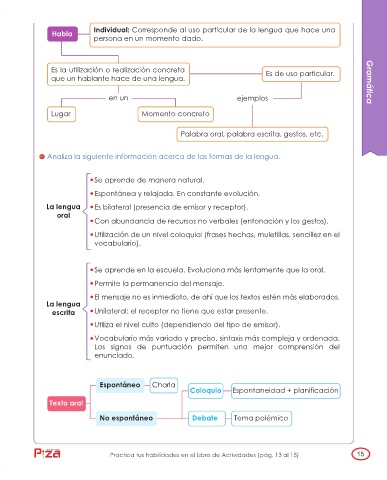 Habla
Individual: Corresponde al uso particular de la lengua que hace una
persona en un momento dado.
Es la utilización o realización concreta
que un hablante hace de una lengua.
Es de uso particular.
en un
ejemplos
Lugar
Momento concreto
Palabra oral, palabra escrita, gestos, etc.
Gramática
Analiza la siguiente información acerca de las formas de la lengua.
La lengua
oral
• Se aprende de manera natural.
• Espontánea y relajada. En constante evolución.
• Es bilateral (presencia de emisor y receptor).
• Con abundancia de recursos no verbales (entonación y los gestos).
• Utilización de un nivel coloquial (frases hechas, muletillas, sencillez en el
vocabulario).
La lengua
escrita
• Se aprende en la escuela. Evoluciona más lentamente que la oral.
• Permite la permanencia del mensaje.
• El mensaje no es inmediato, de ahí que los textos estén más elaborados.
• Unilateral: el receptor no tiene que estar presente.
• Utiliza el nivel culto (dependiendo del tipo de emisor).
• Vocabulario más variado y preciso, sintaxis más compleja y ordenada.
Los signos de puntuación permiten una mejor comprensión del
enunciado.
Texto oral
Espontáneo
Charla
Coloquio
Espontaneidad + planificación
No espontáneo
Debate
Tema polémico
Practica tus habilidades en el Libro de Actividades (pág. 13 al 15)
15